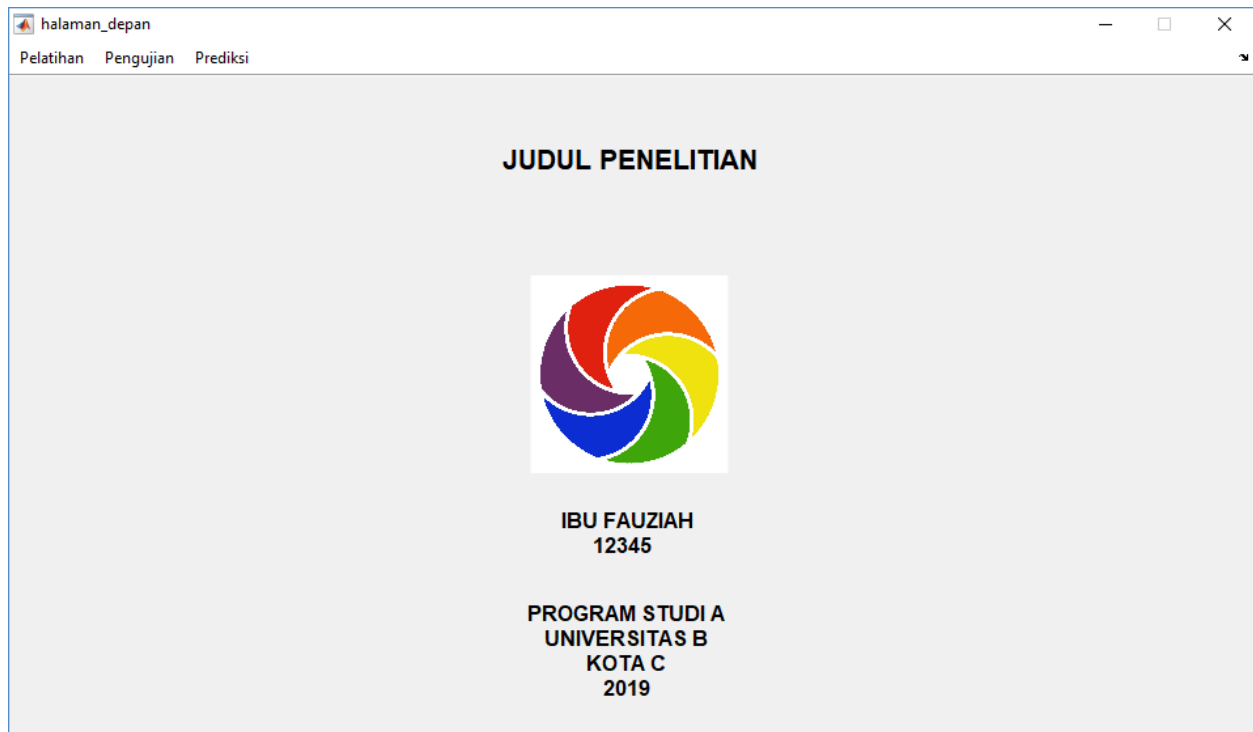 halaman_depan
Pelatihan Pengujian Prediksi
JUDUL PENELITIAN
IBU FAUZIAH
12345
PROGRAM STUDI A
UNIVERSITAS B
KOTA C
2019